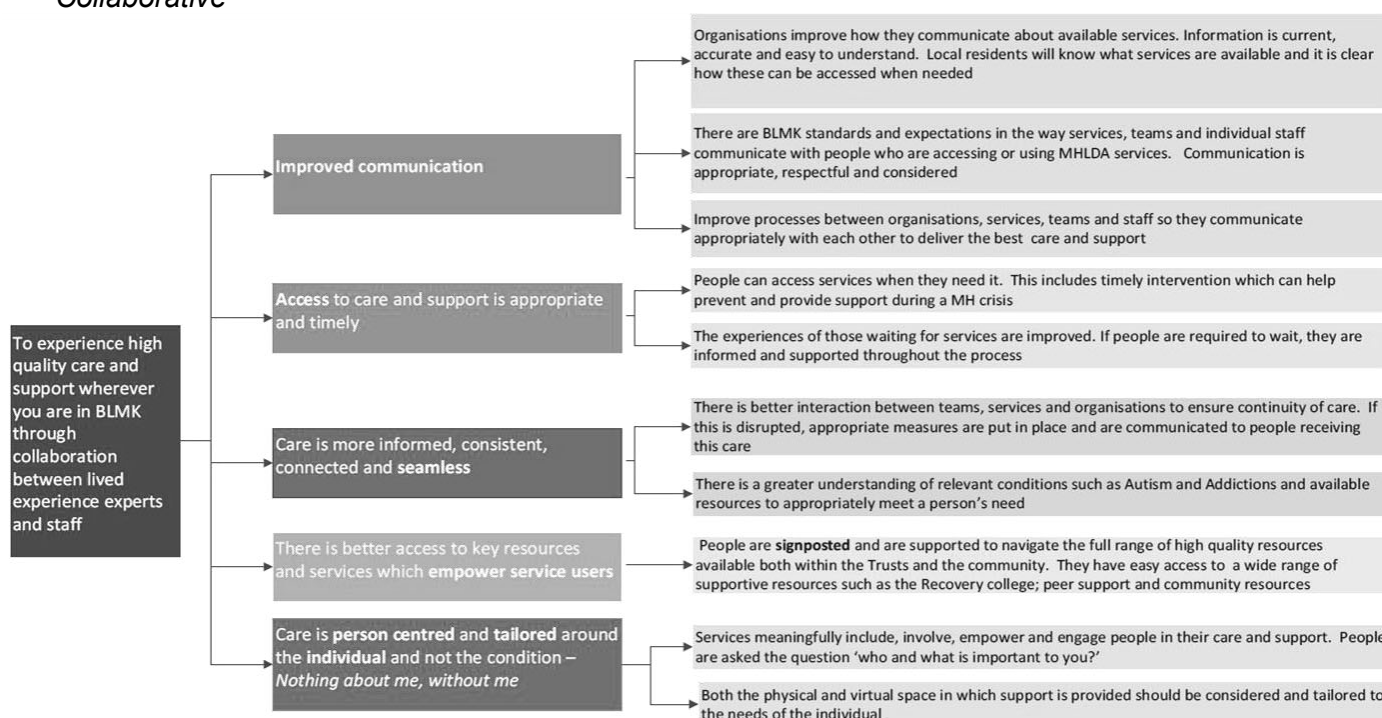 Collaborative
Organisations improve how they communicate about available services. Information is current,
accurate and easy to understand.  Local residents will know what services are available and it is clear
how these can be accessed when needed
There are BLMK standards and expectations in the way services, teams and individual staff
communicate with people who are accessing or using MHLDA services.   Communication is
appropriate, respectful and considered
Improved communication
Improve processes between organisations, services, teams and staff so they communicate
appropriately with each other to deliver the best  care and support
People can access services when they need it.  This includes timely intervention which can help
prevent and provide support during a MH crisis
Access to care and support is appropriate
and timely
The experiences of those waiting for services are improved. If people are required to wait, they are
informed and supported throughout the process
To experience high
quality care and
support wherever
you are in BLMK
through
collaboration
between lived
experience experts
and staff
There is better interaction between teams, services and organisations to ensure continuity of care.  If
this is disrupted, appropriate measures are put in place and are communicated to people receiving
this care
Care is more informed, consistent,
connected and seamless
There is a greater understanding of relevant conditions such as Autism and Addictions and available
resources to appropriately meet a person's need
There is better access to key resources
and services which empower service users
People are signposted and are supported to navigate the full range of high quality resources
available both within the Trusts and the community.  They have easy access to  a wide range of
supportive resources such as the Recovery college; peer support and community resources
Care is person centred and tailored around
the individual and not the condition –
Nothing about me, without me
Services meaningfully include, involve, empower and engage people in their care and support.  People
are asked the question 'who and what is important to you?'
Both the physical and virtual space in which support is provided should be considered and tailored to
the needs of the individual